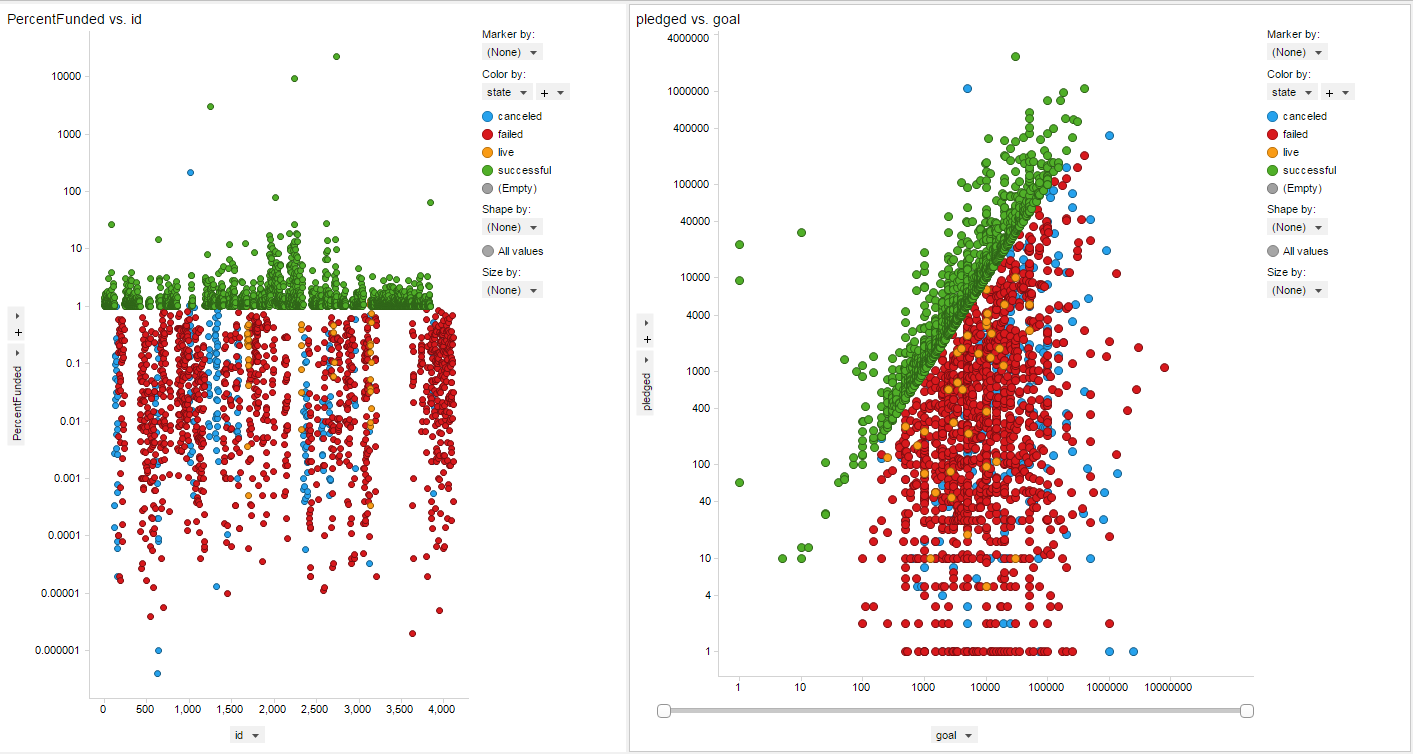 PercentFunded vs. id
10000
1000
100
10
1
0.1
0.01
0.001
0.0001
0.00001
0.000001
PercentFunded
+
0
500
1,000
1,500
2,000
2,500
3,000
3,500
4,000
id
Marker by:
(None)
Color by:
state +
canceled
failed
live
successful
(Empty)
Shape by:
(None)
All values
Size by:
(None)
pledged vs. goal
4000000
1000000
400000
100000
40000
10000
4000
1000
400
100
40
10
4
1
pledged
+
1
10
100
1000
10000
100000
1000000
10000000
goal
Marker by:
(None)
Color by:
state +
canceled
failed
live
successful
(Empty)
Shape by:
(None)
All values
Size by:
(None)